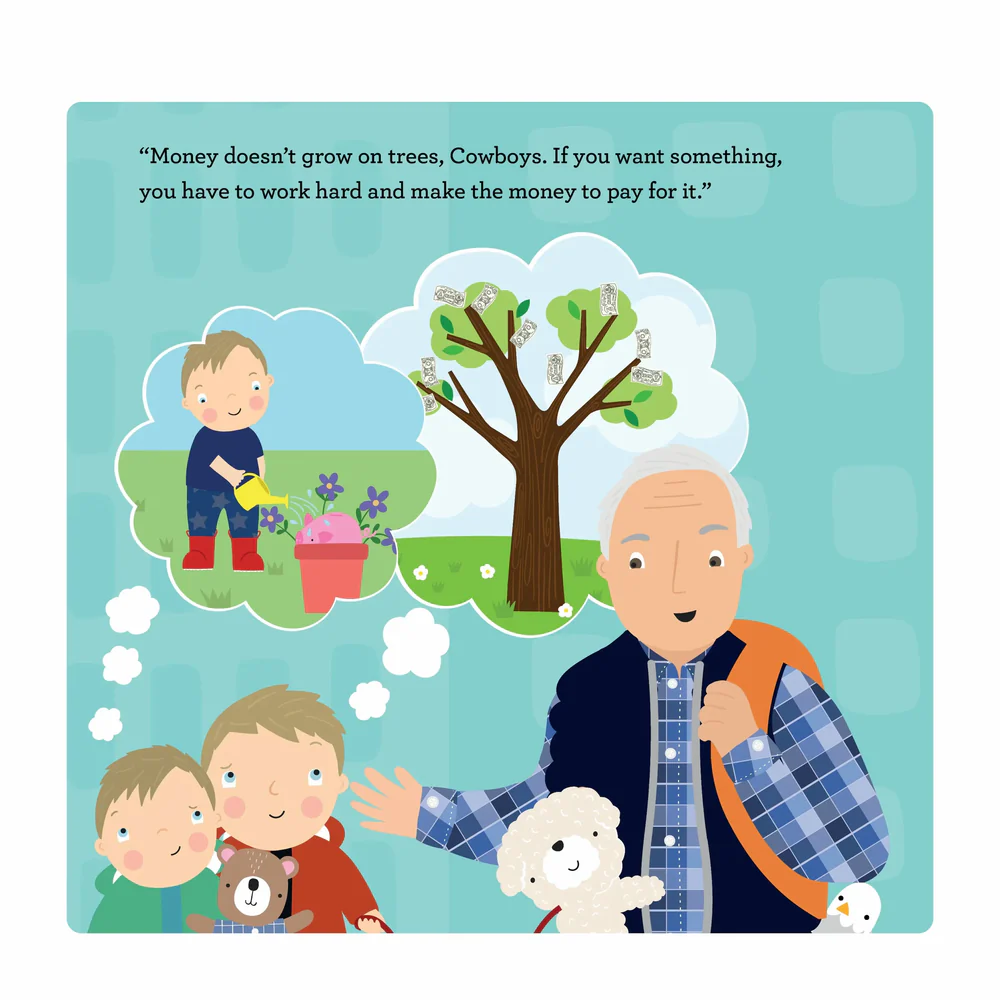 “Money doesn’t grow on trees, Cowboys. If you want something,
you have to work hard and make the money to pay for it.”